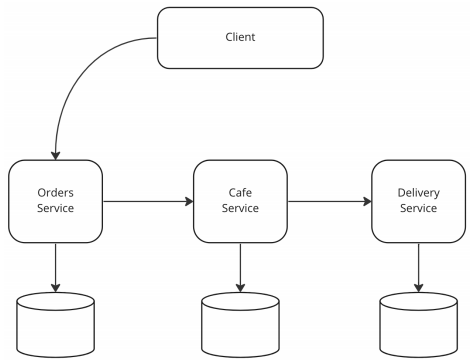 Client
Orders
Service
Cafe
Service
Delivery
Service